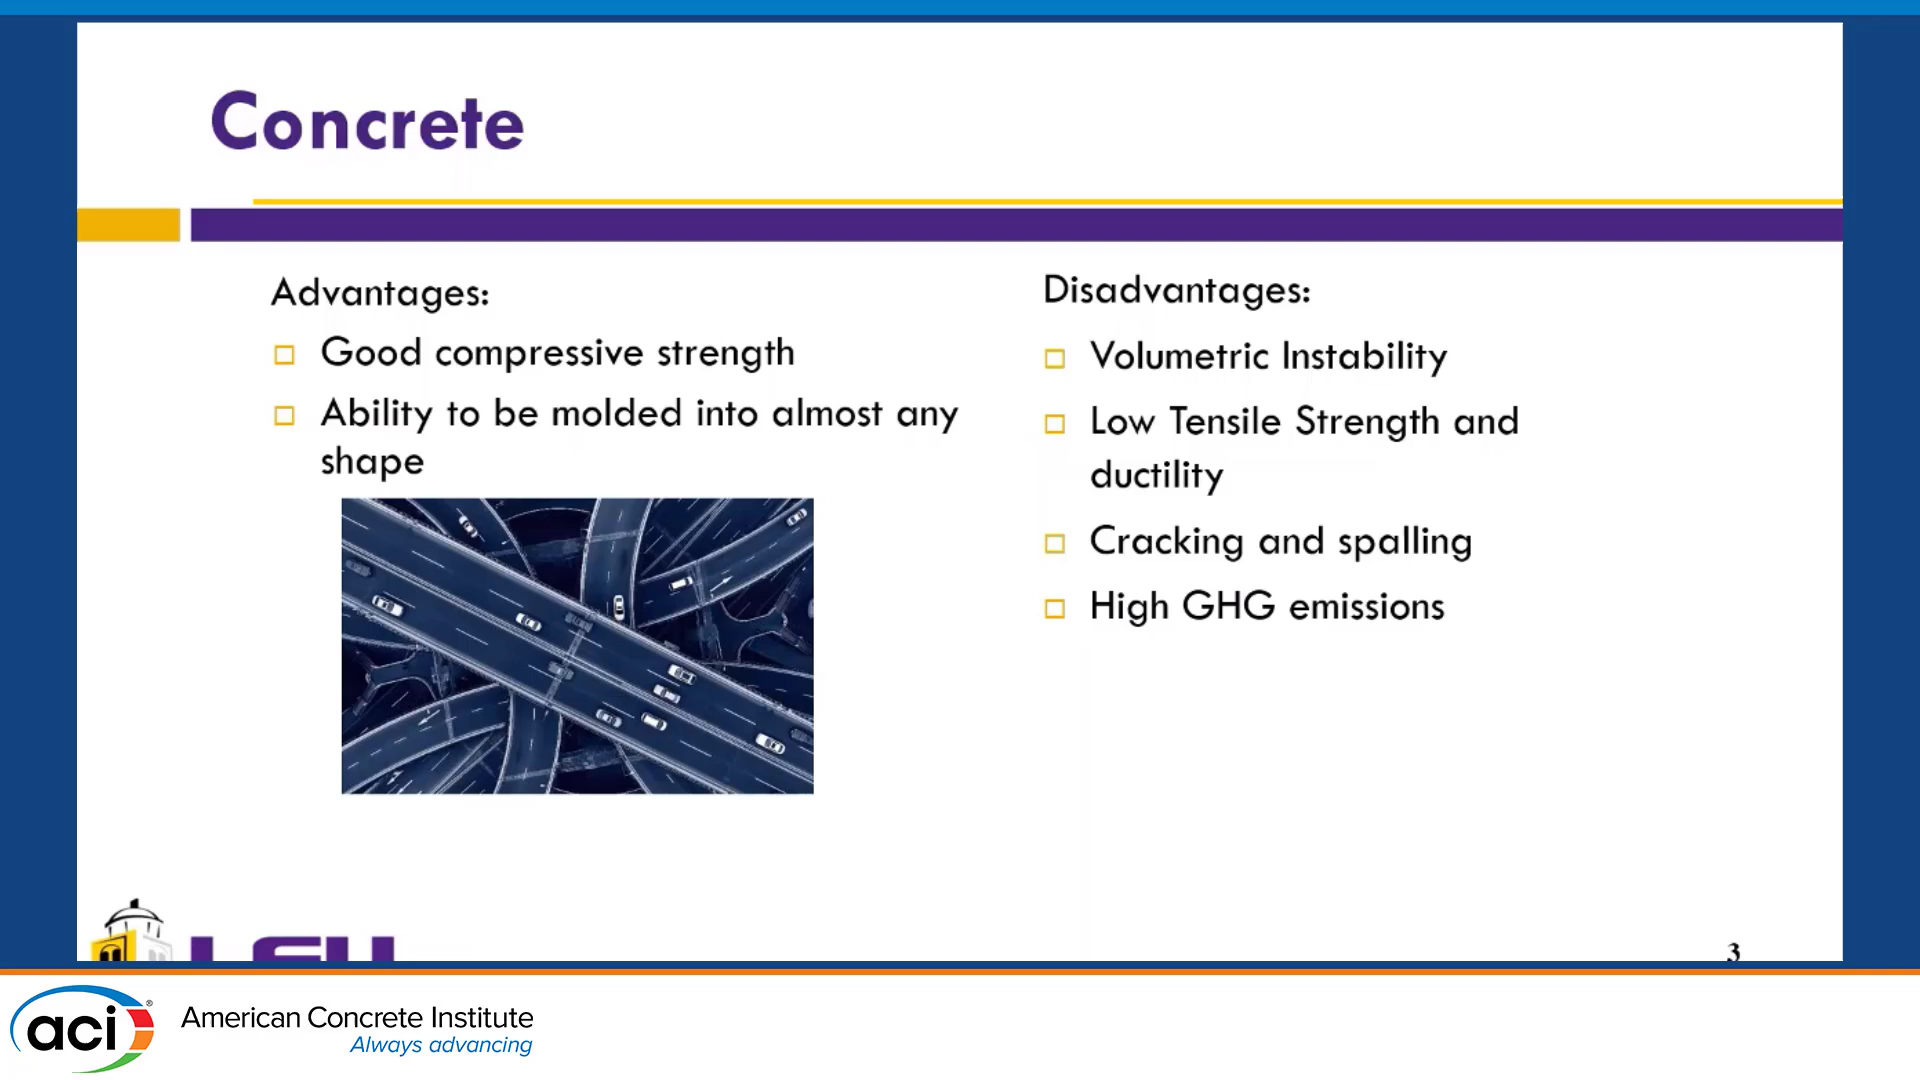 Concrete
Advantages:
Good compressive strength
Ability to be molded into almost any
shape
Disadvantages:
Volumetric Instability
Low Tensile Strength and
ductility
Cracking and spalling
High GHG emissions
LSU
3
aci®
American Concrete Institute
Always advancing